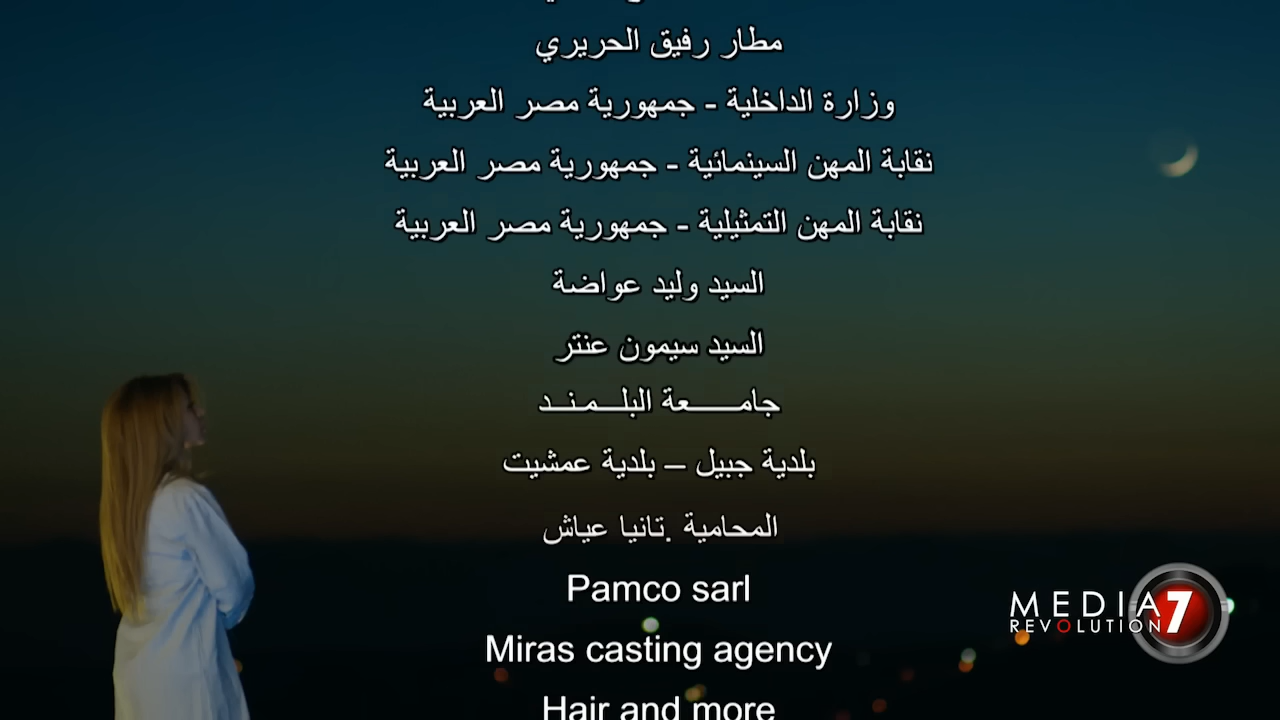 مطار رفيق الحريري
وزارة الداخلية - جمهورية مصر العربية
نقابة المهن السينمائية - جمهورية مصر العربية
نقابة المهن التمثيلية - جمهورية مصر العربية
السيد وليد عواضة
السيد سيمون عنتر
جامـــــعة البلـــمـنــد
بلدية جبيل – بلدية عمشيت
المحامية .تانيا عياش
Pamco sarl
Miras casting agency
Hair and more
MEDIA 7
REVOLUTION